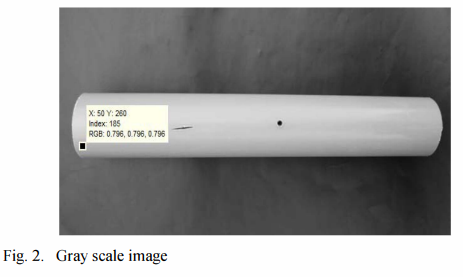 X: 50 Y: 260
Index: 185
RGB: 0.796, 0.796, 0.796
Fig. 2. Gray scale image